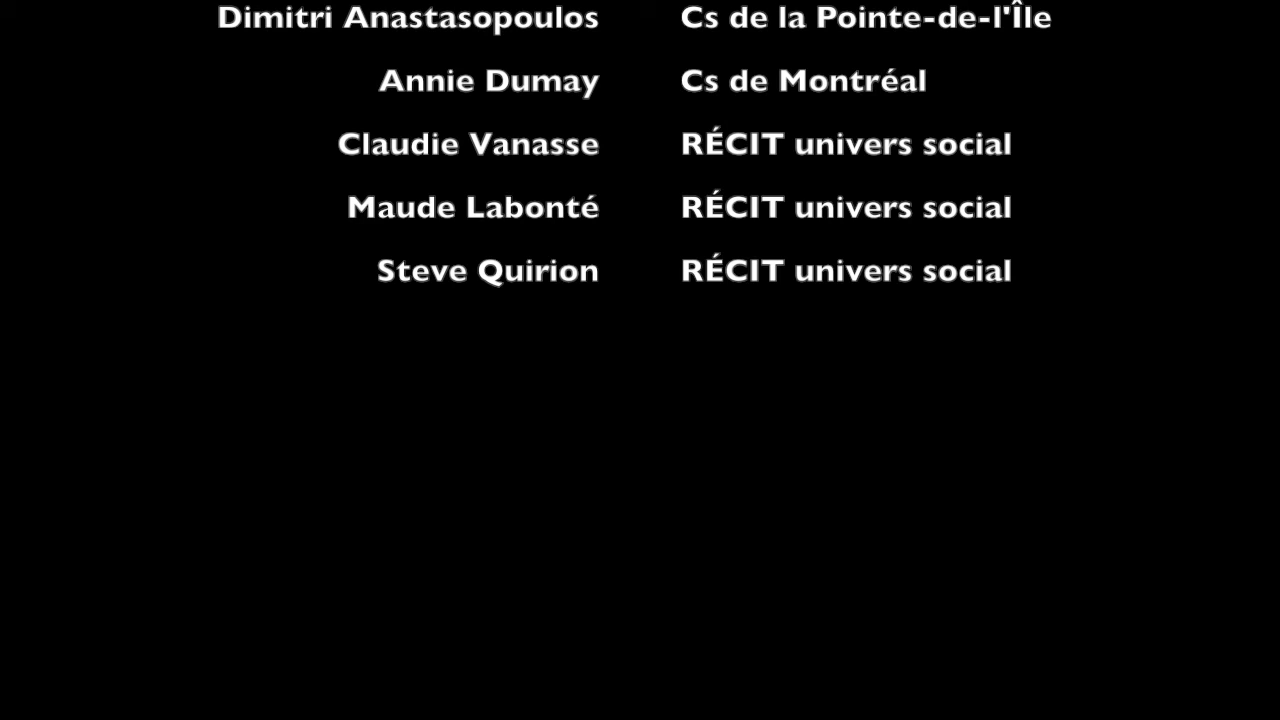 Dimitri Anastasopoulos Cs de la Pointe-de-l'Île
Annie Dumay Cs de Montréal
Claudie Vanasse RÉCIT univers social
Maude Labonté RÉCIT univers social
Steve Quirion RÉCIT univers social